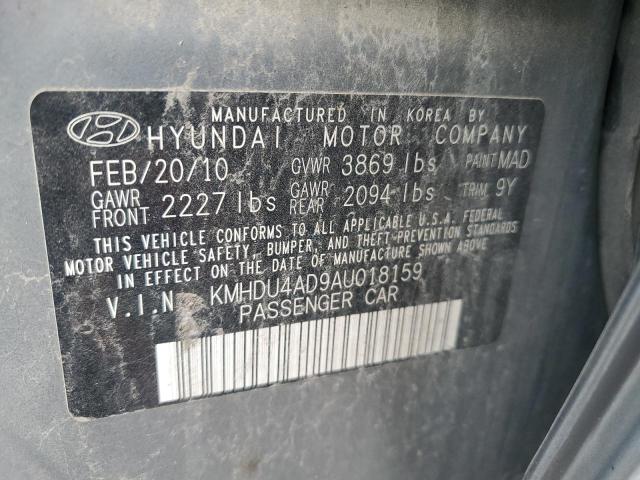 MANUFACTURED IN KOREA BY
HYUNDAI MOTOR COMPANY
FEB/20/10 GVWR 3869 lbs PAINT MAD
GAWR FRONT 2227 lbs GAWR REAR 2094 lbs TRIM 9Y
THIS VEHICLE CONFORMS TO ALL APPLICABLE U.S.A. FEDERAL
MOTOR VEHICLE SAFETY, BUMPER, AND THEFT-PREVENTION STANDARDS
IN EFFECT ON THE DATE OF MANUFACTURE SHOWN ABOVE
V.I.N KMHDU4AD9AU018159
PASSENGER CAR